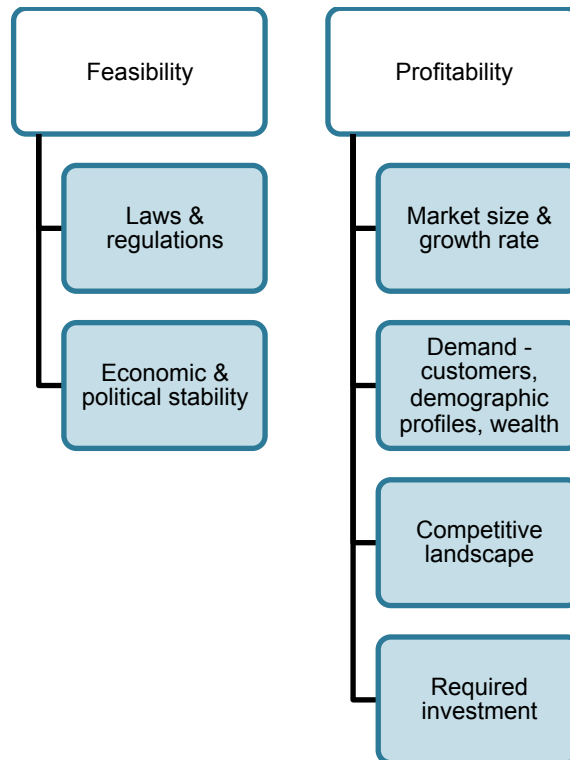 Feasibility
Laws &
regulations
Economic &
political stability
Profitability
Market size &
growth rate
Demand -
customers,
demographic
profiles, wealth
Competitive
landscape
Required
investment